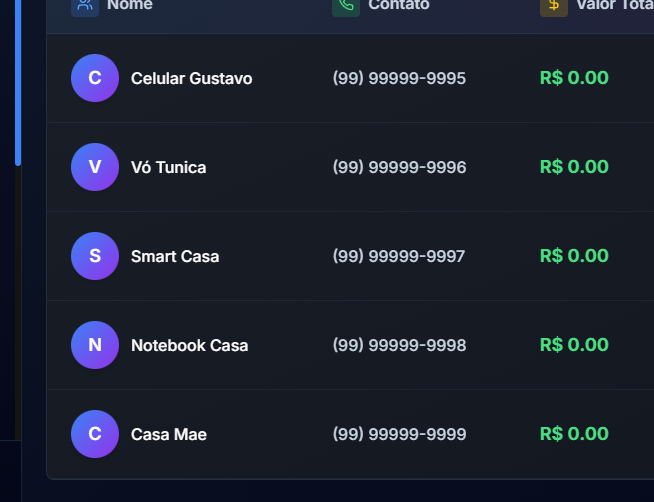 Nome Contato Valor Tota
C Celular Gustavo (99) 99999-9995 R$ 0.00
V Vó Tunica (99) 99999-9996 R$ 0.00
S Smart Casa (99) 99999-9997 R$ 0.00
N Notebook Casa (99) 99999-9998 R$ 0.00
C Casa Mae (99) 99999-9999 R$ 0.00